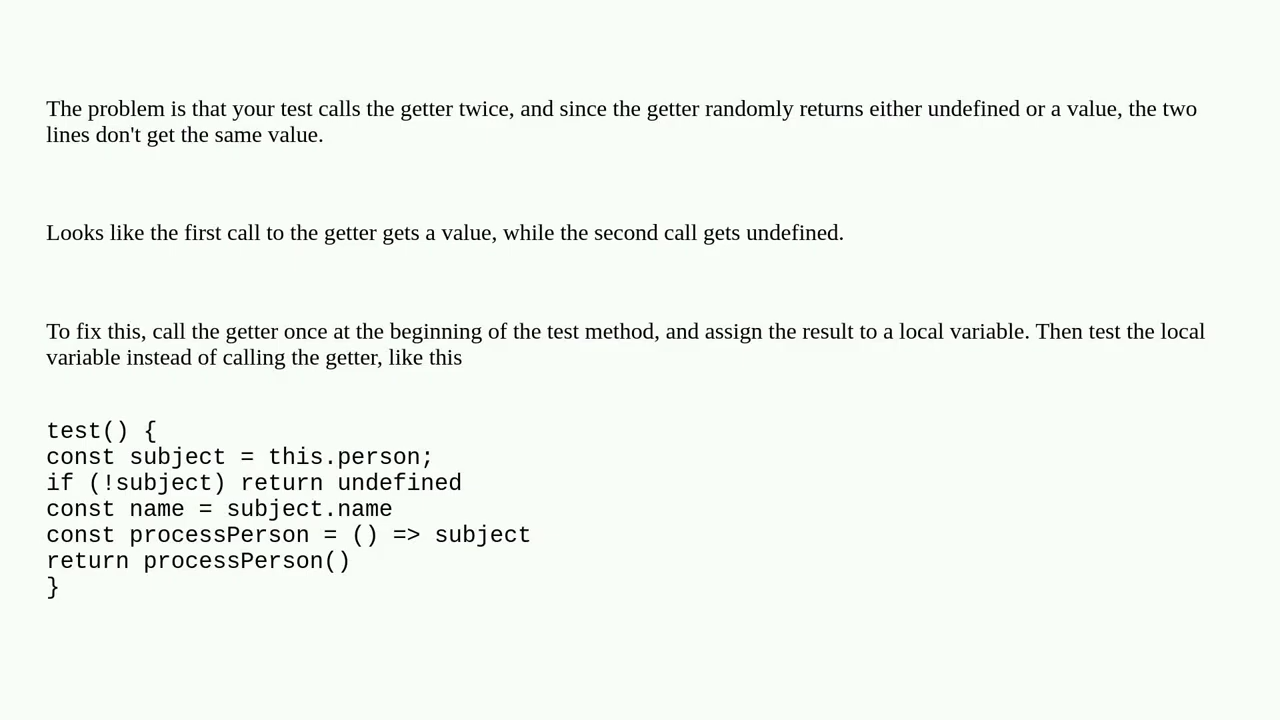 The problem is that your test calls the getter twice, and since the getter randomly returns either undefined or a value, the two
lines don't get the same value.
Looks like the first call to the getter gets a value, while the second call gets undefined.
To fix this, call the getter once at the beginning of the test method, and assign the result to a local variable. Then test the local
variable instead of calling the getter, like this
test() {
const subject = this.person;
if (!subject) return undefined
const name = subject.name
const processPerson = () => subject
return processPerson()
}